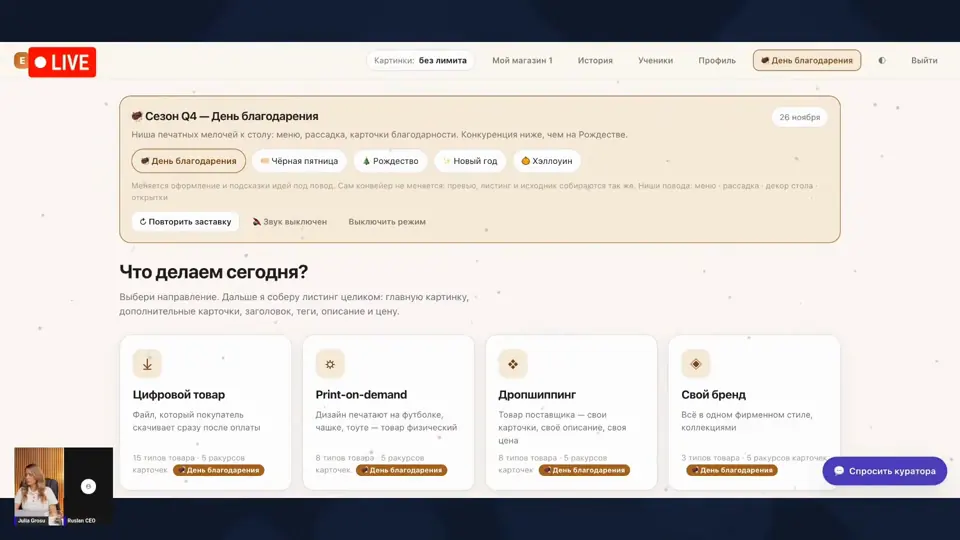 E
LIVE
Картинки: без лимита
Мой магазин 1
История
Ученики
Профиль
День благодарения
Выйти
Сезон Q4 — День благодарения
26 ноября
Ниша печатных мелочей к столу: меню, рассадка, карточки благодарности. Конкуренция ниже, чем на Рождестве.
День благодарения
Чёрная пятница
Рождество
Новый год
Хэллоуин
Меняется оформление и подсказки идей под повод. Сам конвейер не меняется: превью, листинг и исходник собираются так же. Ниши повода: меню · рассадка · декор стола ·
открытки
Повторить заставку
Звук выключен
Выключить режим
Что делаем сегодня?
Выбери направление. Дальше я соберу листинг целиком: главную картинку,
дополнительные карточки, заголовок, теги, описание и цену.
Цифровой товар
Файл, который покупатель
скачивает сразу после оплаты
15 типов товара · 5 ракурсов
карточек
День благодарения
Print-on-demand
Дизайн печатают на футболке,
чашке, тоуте — товар физический
8 типов товара · 5 ракурсов
карточек
День благодарения
Дропшиппинг
Товар поставщика — свои
карточки, своё описание, своя
цена
8 типов товара · 5 ракурсов
карточек
День благодарения
Свой бренд
Всё в одном фирменном стиле,
коллекциями
3 типов товара · 5 ракурсов карточек
День благодарения
Спросить куратора
Julia Grosu
Ruslan CEO